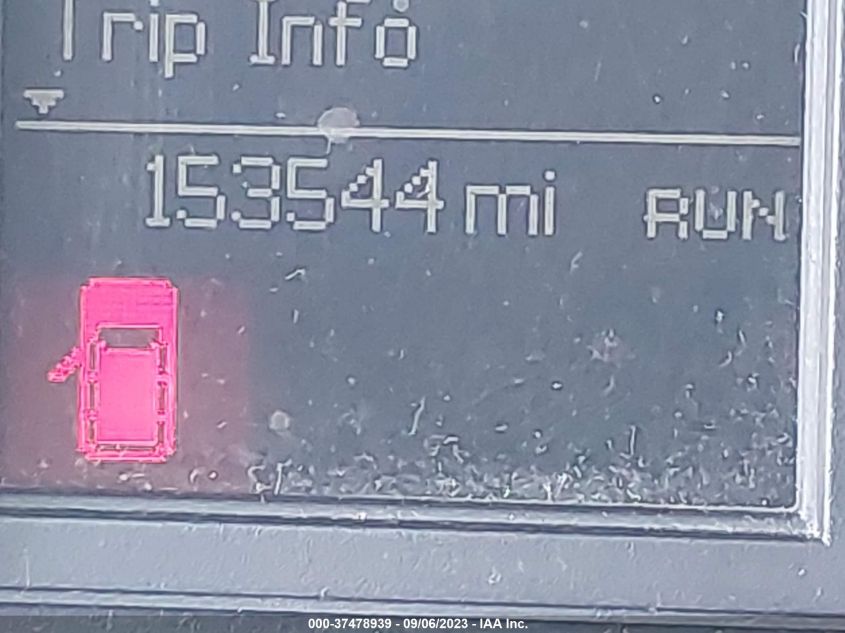 Trip Info
153544 mi RUN
000-37478939 - 09/06/2023 - IAA Inc.